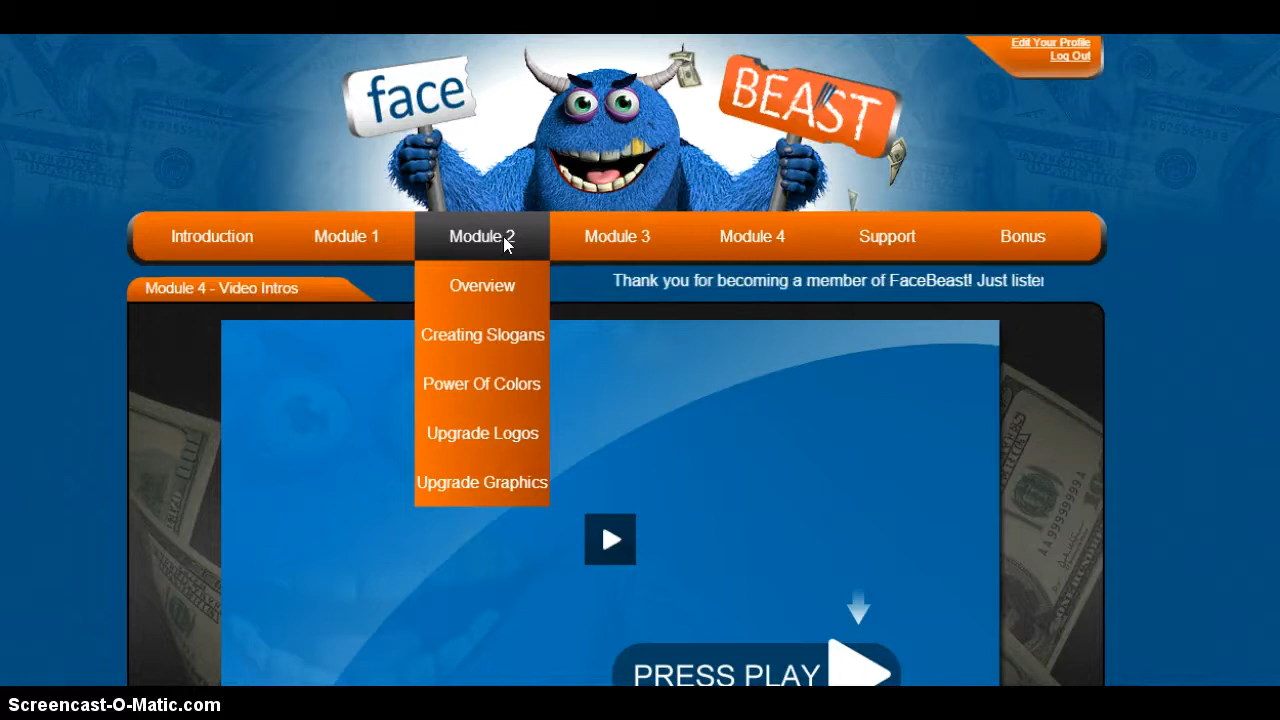 Edit Your Profile
Log Out
face
BEAST
Introduction
Module 1
Module 2
Module 3
Module 4
Support
Bonus
Module 4 - Video Intros
Thank you for becoming a member of FaceBeast! Just listen
Overview
Creating Slogans
Power Of Colors
Upgrade Logos
Upgrade Graphics
PRESS PLAY
Screencast-O-Matic.com